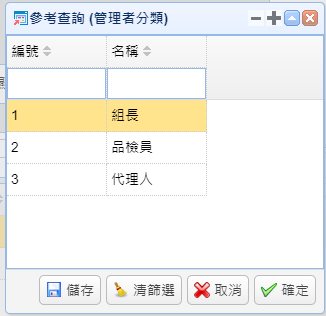 參考查詢 (管理者分類)
編號 名稱
1 組長
2 品檢員
3 代理人
儲存 清篩選 取消 確定